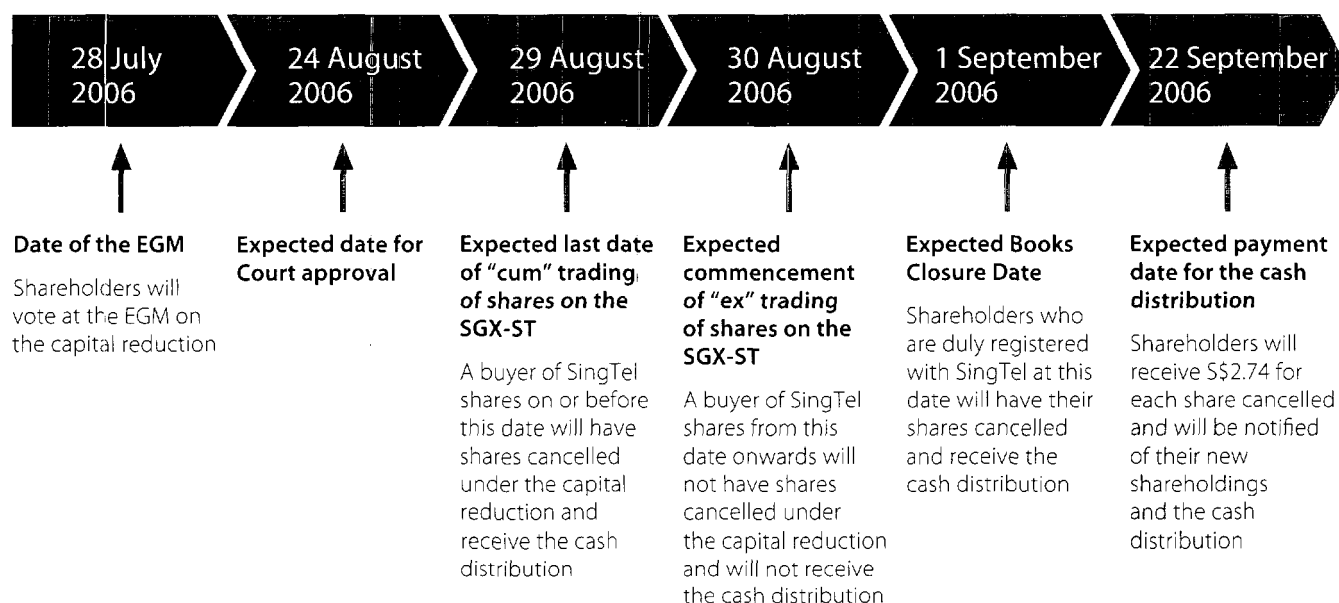 28 July
2006
24 August
2006
29 August
2006
30 August
2006
1 September
2006
22 September
2006
Date of the EGM
Shareholders will
vote at the EGM on
the capital reduction
Expected date for
Court approval
Expected last date
of "cum" trading
of shares on the
SGX-ST
A buyer of SingTel
shares on or before
this date will have
shares cancelled
under the capital
reduction and
receive the cash
distribution
Expected
commencement
of "ex" trading
of shares on the
SGX-ST
A buyer of SingTel
shares from this
date onwards will
not have shares
cancelled under
the capital reduction
and will not receive
the cash distribution
Expected Books
Closure Date
Shareholders who
are duly registered
with SingTel at this
date will have their
shares cancelled
and receive the
cash distribution
Expected payment
date for the cash
distribution
Shareholders will
receive S$2.74 for
each share cancelled
and will be notified
of their new
shareholdings
and the cash
distribution